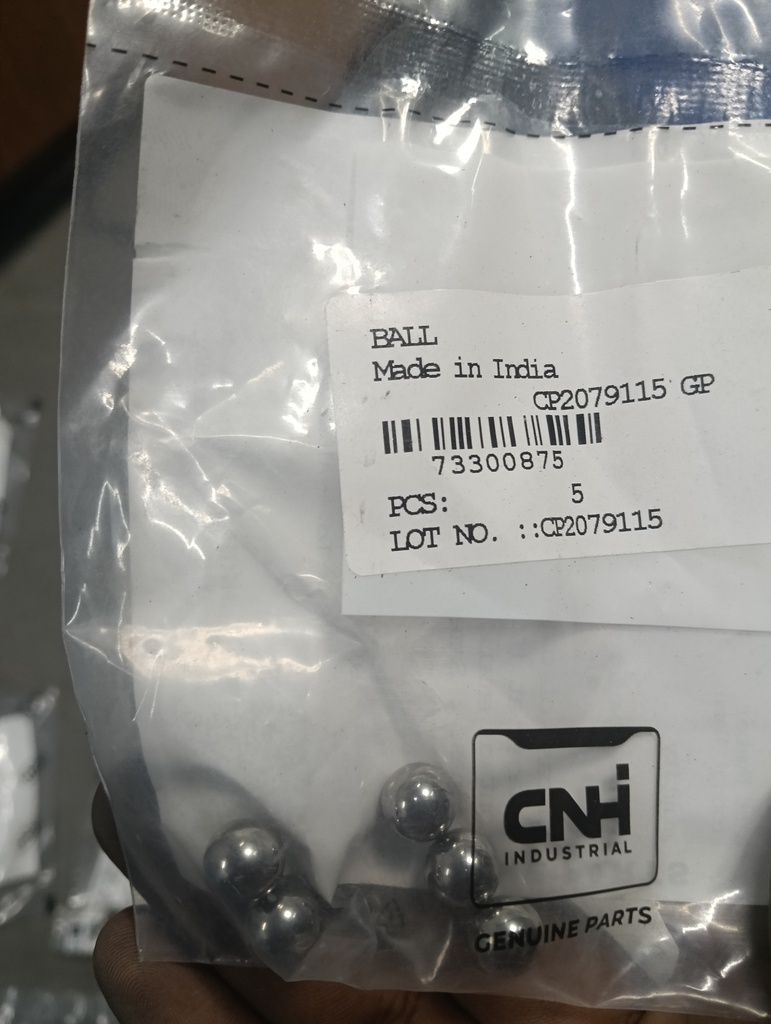 BALL
Made in India
CP2079115 GP
73300875
PCS: 5
LOT NO. ::CP2079115
CNH
INDUSTRIAL
GENUINE PARTS